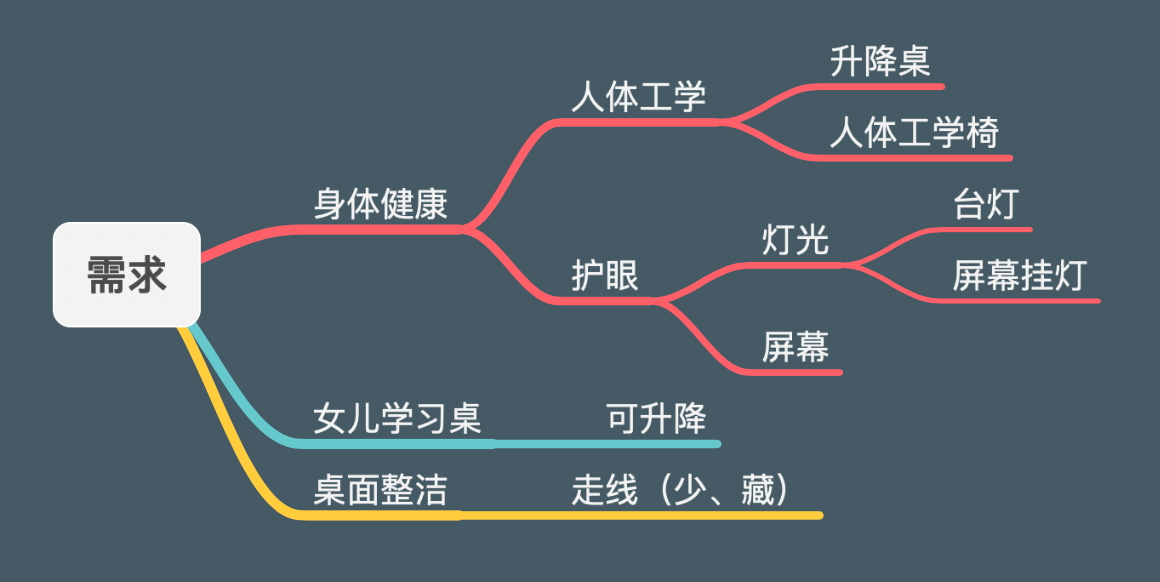 升降桌
人体工学
人体工学椅
身体健康
台灯
灯光
需求
护眼
屏幕挂灯
屏幕
女儿学习桌
可升降
桌面整洁
走线（少、藏）